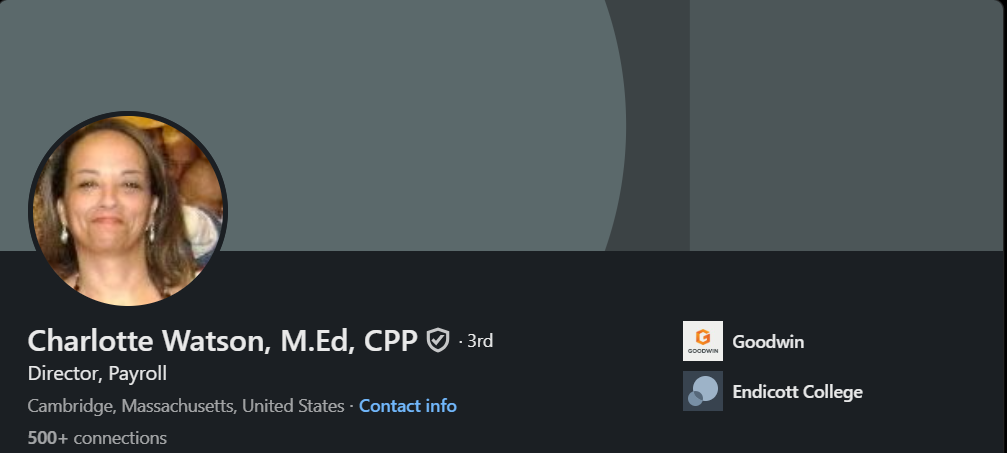 Charlotte Watson, M.Ed, CPP · 3rd
Director, Payroll
Cambridge, Massachusetts, United States · Contact info
500+ connections
GOODWIN
Goodwin
Endicott College